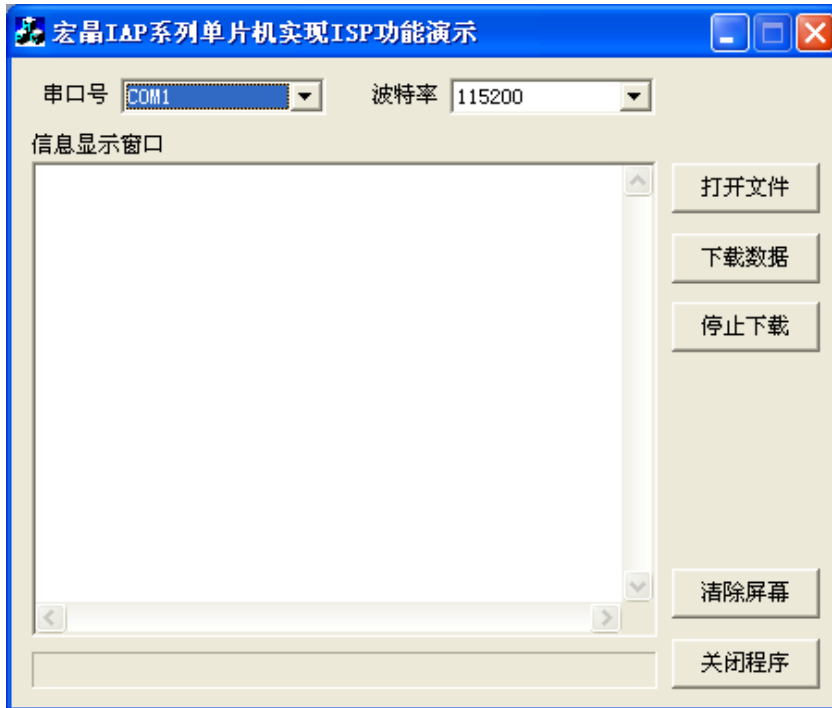 宏晶IAP系列单片机实现ISP功能演示
串口号 COM1 波特率 115200
信息显示窗口
打开文件
下载数据
停止下载
清除屏幕
关闭程序